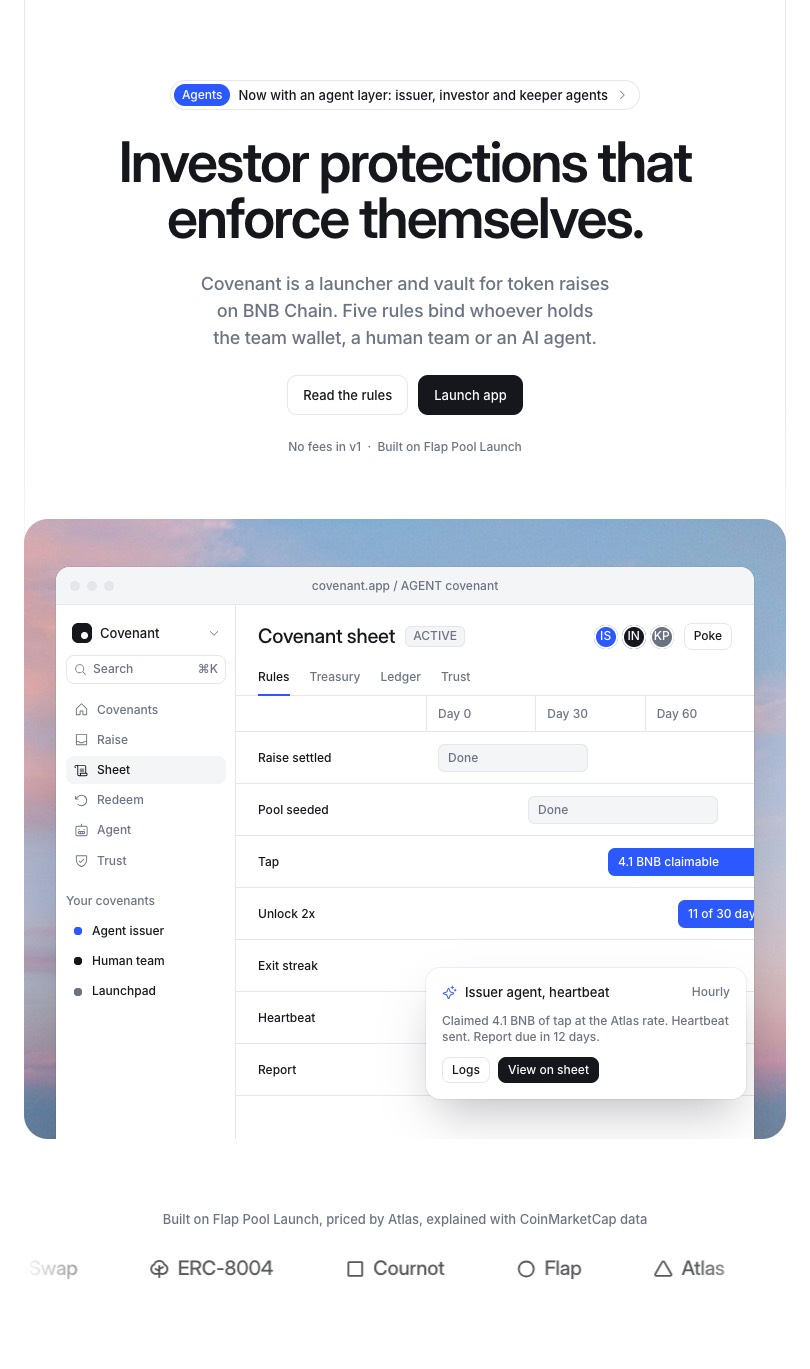 Agents Now with an agent layer: issuer, investor and keeper agents
Investor protections that
enforce themselves.
Covenant is a launcher and vault for token raises
on BNB Chain. Five rules bind whoever holds
the team wallet, a human team or an AI agent.
Read the rules Launch app
No fees in v1 · Built on Flap Pool Launch
covenant.app / AGENT covenant
Covenant
Search ⌘K
Covenants
Raise
Sheet
Redeem
Agent
Trust
Your covenants
Agent issuer
Human team
Launchpad
Covenant sheet ACTIVE IS IN KP Poke
Rules Treasury Ledger Trust
Day 0 Day 30 Day 60
Raise settled Done
Pool seeded Done
Tap 4.1 BNB claimable
Unlock 2x 11 of 30 day
Exit streak
Heartbeat
Report
Issuer agent, heartbeat Hourly
Claimed 4.1 BNB of tap at the Atlas rate. Heartbeat
sent. Report due in 12 days.
Logs View on sheet
Built on Flap Pool Launch, priced by Atlas, explained with CoinMarketCap data
Swap ERC-8004 Cournot Flap Atlas